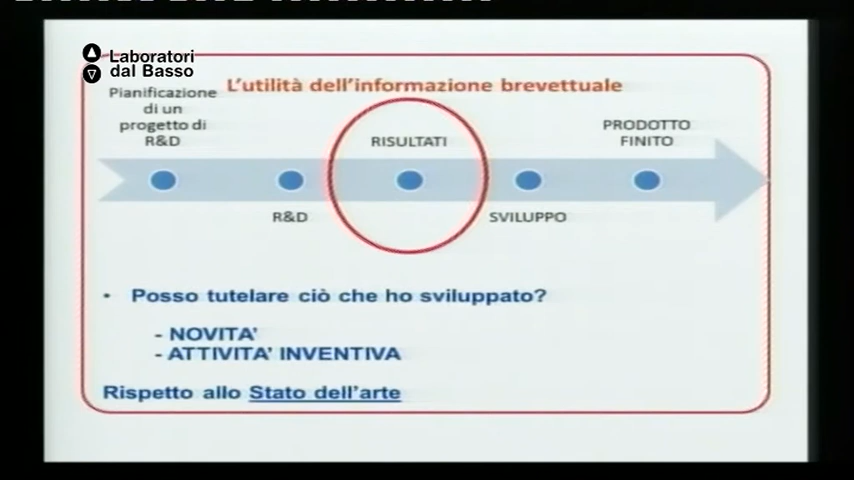 Laboratori
dal Basso
L'utilità dell'informazione brevettuale
Pianificazione
di un
progetto di
R&D
RISULTATI
PRODOTTO
FINITO
R&D
SVILUPPO
• Posso tutelare ciò che ho sviluppato?
- NOVITA'
- ATTIVITA' INVENTIVA
Rispetto allo Stato dell'arte